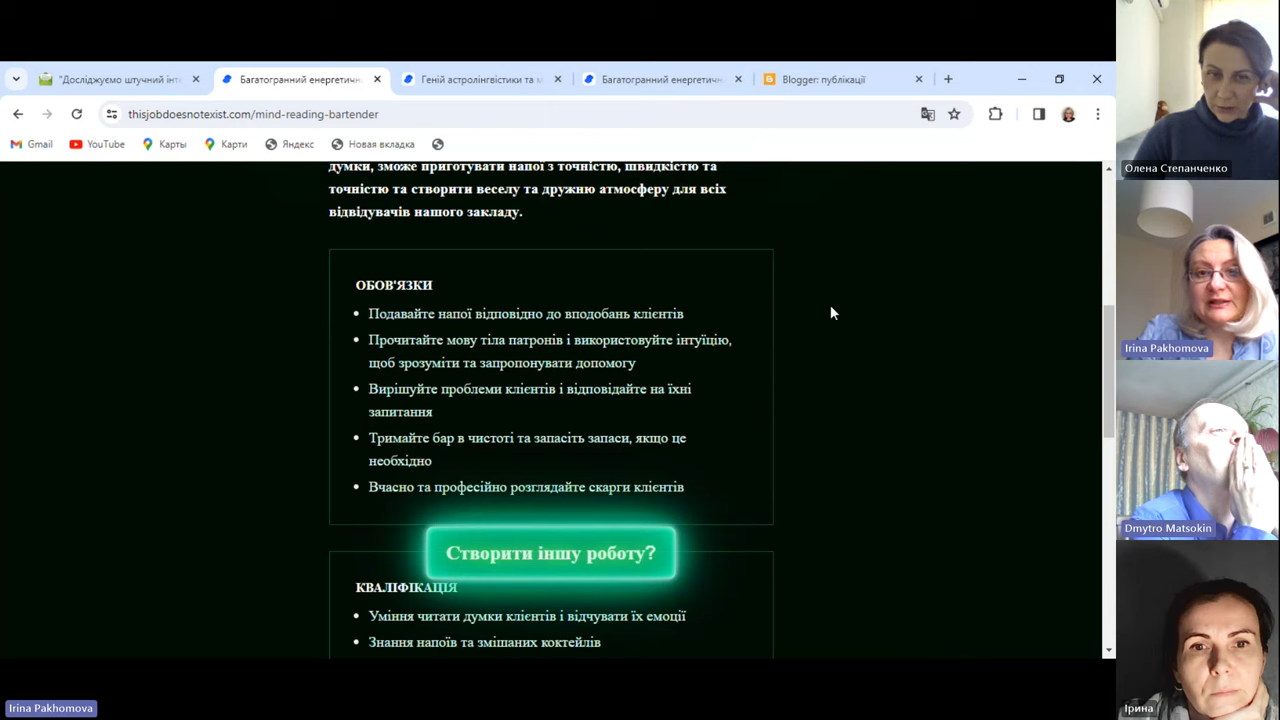 "Досліджуємо штучний інт
Багатогранний енергетичн
Геній астролінгвістики та м
Багатогранний енергетичн
Blogger: публікації
thisjobdoesnotexist.com/mind-reading-bartender
Gmail
YouTube
Карты
Карти
Яндекс
Новая вкладка
думки, зможе приготувати напої з точністю, швидкістю та
точністю та створити веселу та дружню атмосферу для всіх
відвідувачів нашого закладу.
ОБОВ'ЯЗКИ
Подавайте напої відповідно до вподобань клієнтів
Прочитайте мову тіла патронів і використовуйте інтуїцію,
щоб зрозуміти та запропонувати допомогу
Вирішуйте проблеми клієнтів і відповідайте на їхні
запитання
Тримайте бар в чистоті та запасіть запаси, якщо це
необхідно
Вчасно та професійно розглядайте скарги клієнтів
Створити іншу роботу?
КВАЛІФІКАЦІЯ
Уміння читати думки клієнтів і відчувати їх емоції
Знання напоїв та змішаних коктейлів
Олена Степанченко
Irina Pakhomova
Dmytro Matsokin
Ірина
Irina Pakhomova